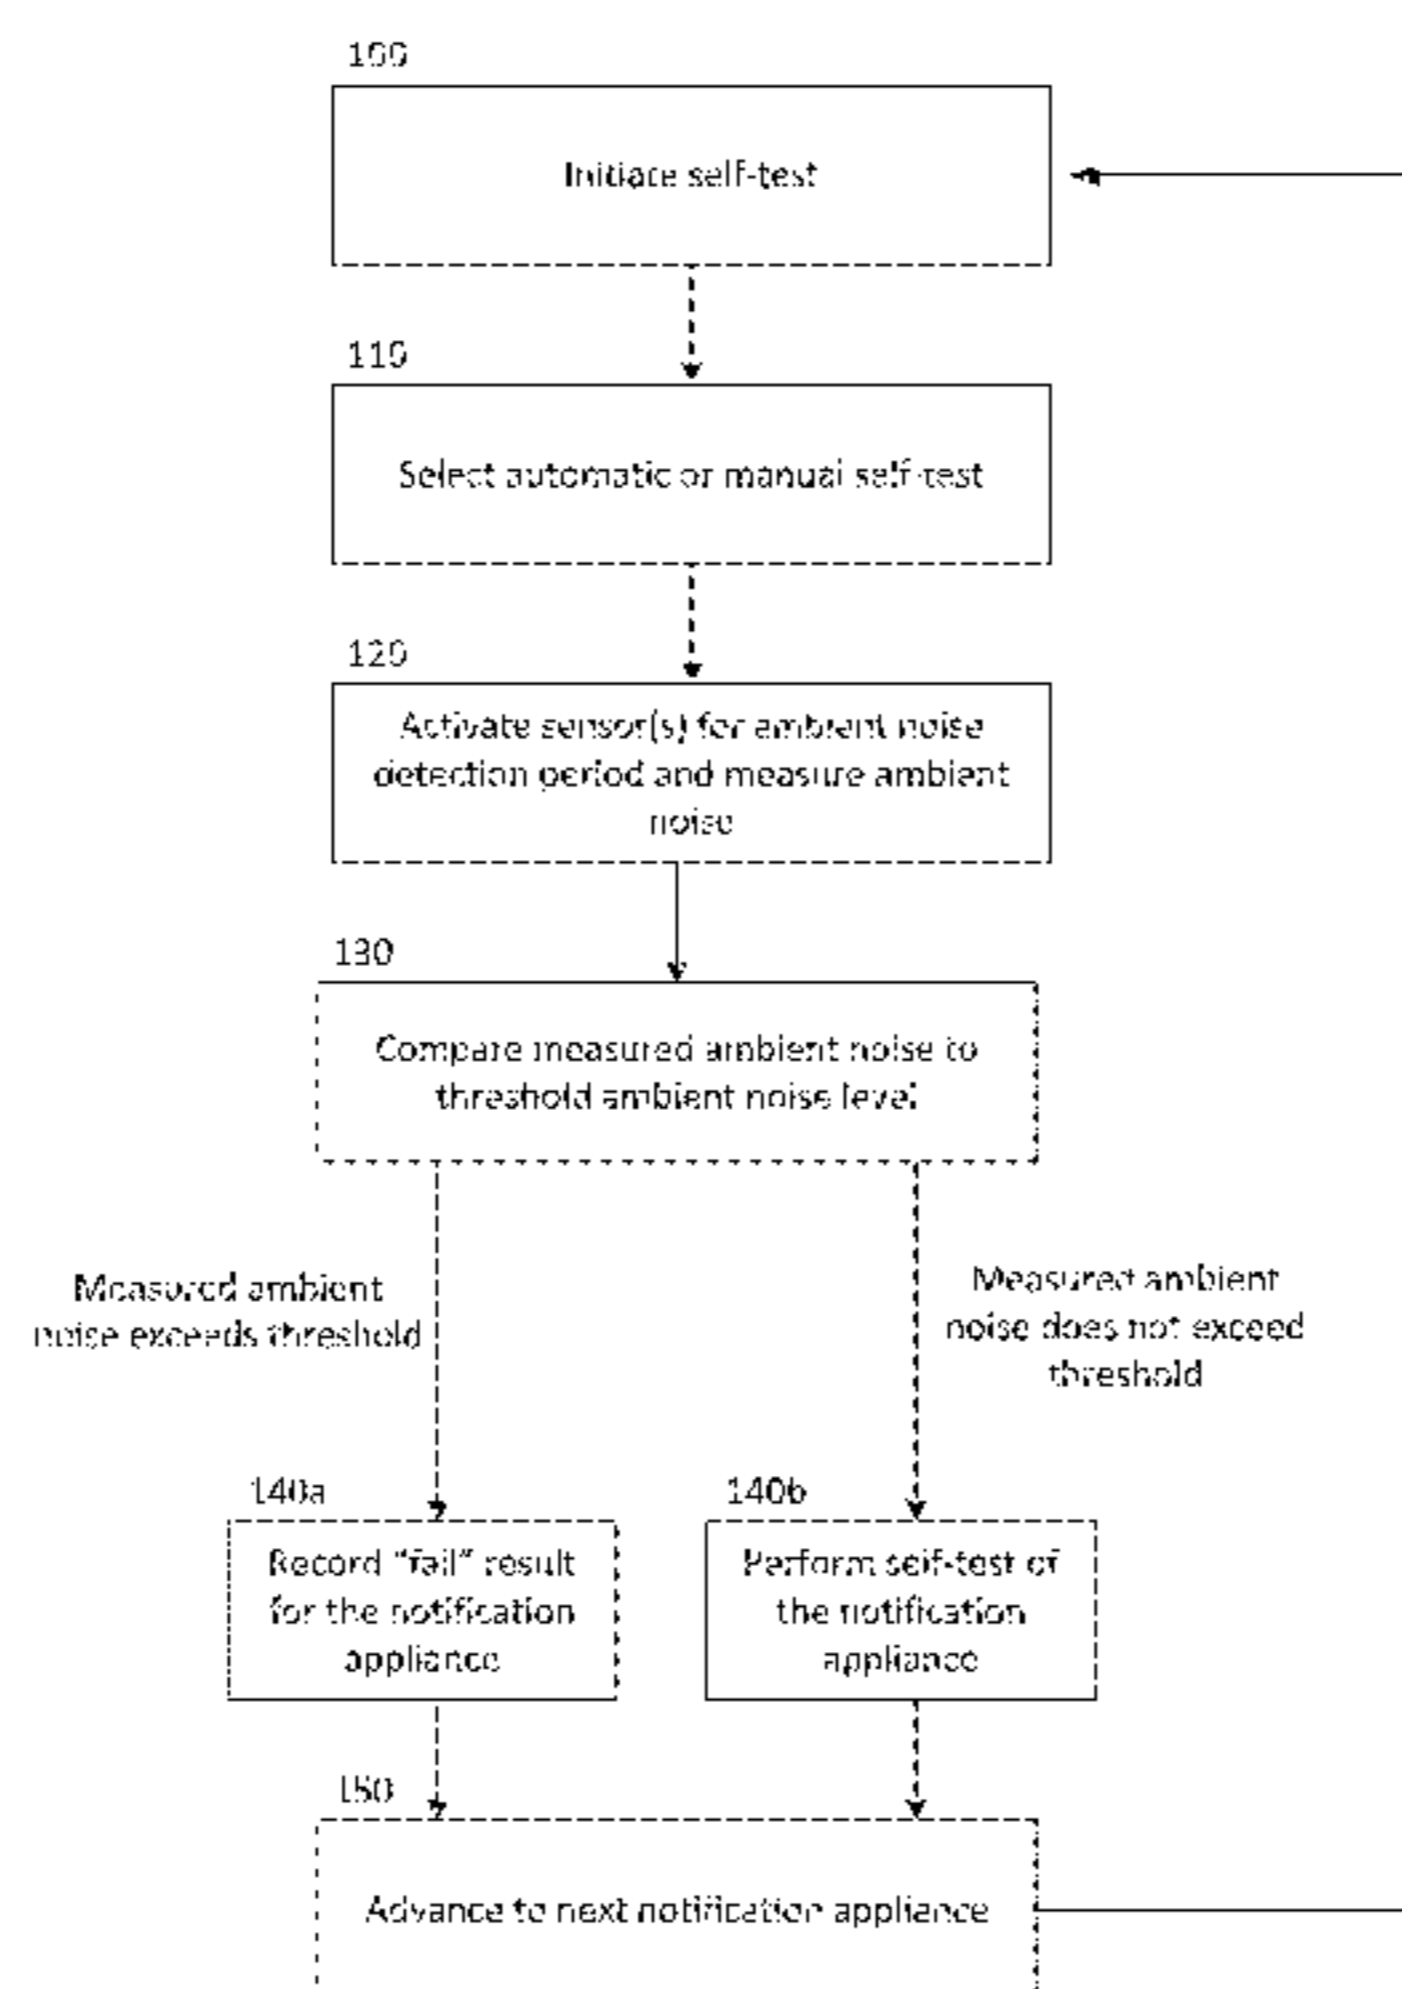 100
Initiate self-test
110
Select automatic or manual self-test
120
Activate sensor(s) for ambient noise
detection period and measure ambient
noise
130
Compare measured ambient noise to
threshold ambient noise level
Measured ambient
noise exceeds threshold
Measured ambient
noise does not exceed
threshold
140a
Record “fail” result
for the notification
appliance
140b
Perform self-test of
the notification
appliance
150
Advance to next notification appliance